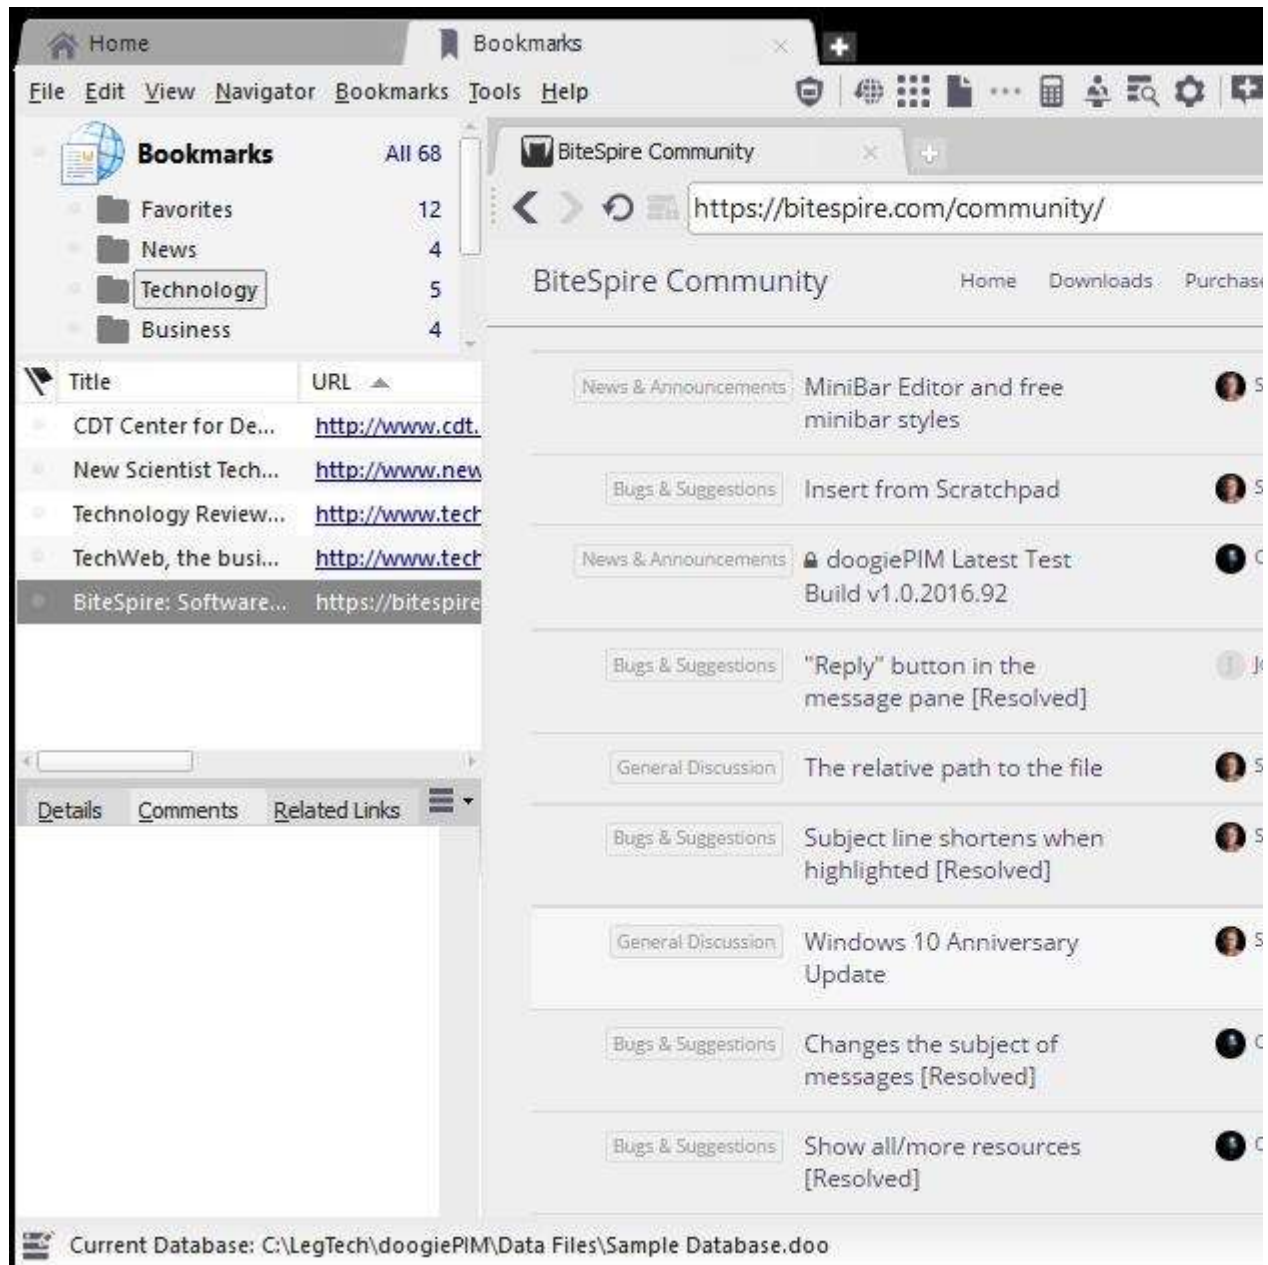 Home Bookmarks
File Edit View Navigator Bookmarks Tools Help
Bookmarks All 68
Favorites 12
News 4
Technology 5
Business 4
Title URL
CDT Center for De... http://www.cdt.
New Scientist Tech... http://www.new
Technology Review... http://www.tech
TechWeb, the busi... http://www.tech
BiteSpire: Software... https://bitespire
Details Comments Related Links
BiteSpire Community
https://bitespire.com/community/
BiteSpire Community Home Downloads Purchase
News & Announcements MiniBar Editor and free
minibar styles
Bugs & Suggestions Insert from Scratchpad
News & Announcements doogiePIM Latest Test
Build v1.0.2016.92
Bugs & Suggestions "Reply" button in the
message pane [Resolved]
General Discussion The relative path to the file
Bugs & Suggestions Subject line shortens when
highlighted [Resolved]
General Discussion Windows 10 Anniversary
Update
Bugs & Suggestions Changes the subject of
messages [Resolved]
Bugs & Suggestions Show all/more resources
[Resolved]
Current Database: C:\LegTech\doogiePIM\Data Files\Sample Database.doo